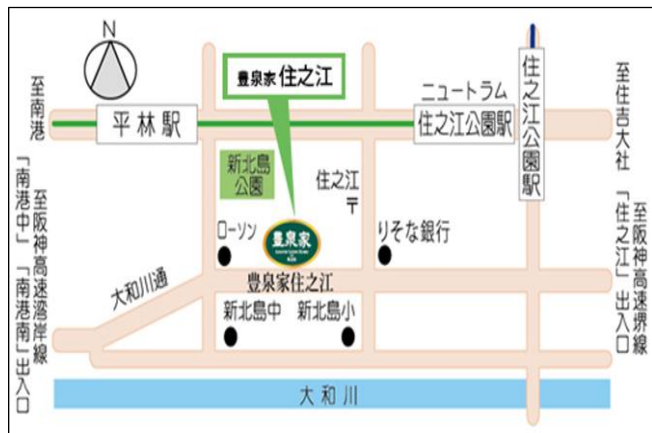 N
豊泉家 住之江
至南港
平林駅
ニュートラム
住之江公園駅
住之江公園駅
至住吉大社
新北島
公園
住之江
〒
ローソン
豊泉家
りそな銀行
豊泉家住之江
大和川通
新北島中
新北島小
至阪神高速湾岸線
「南港中」「南港南」出入口
至阪神高速堺線
「住之江」出入口
大和川